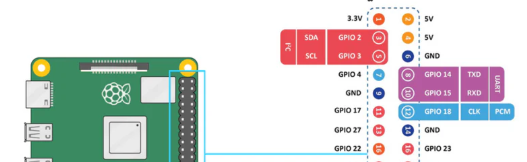 3.3V 1 2 5V
I²C SDA GPIO 2 3 4 5V
SCL GPIO 3 5 6 GND
GPIO 4 7 8 GPIO 14 TXD UART
GND 9 10 GPIO 15 RXD
GPIO 17 11 12 GPIO 18 CLK PCM
GPIO 27 13 14 GND
GPIO 22 16 GPIO 23